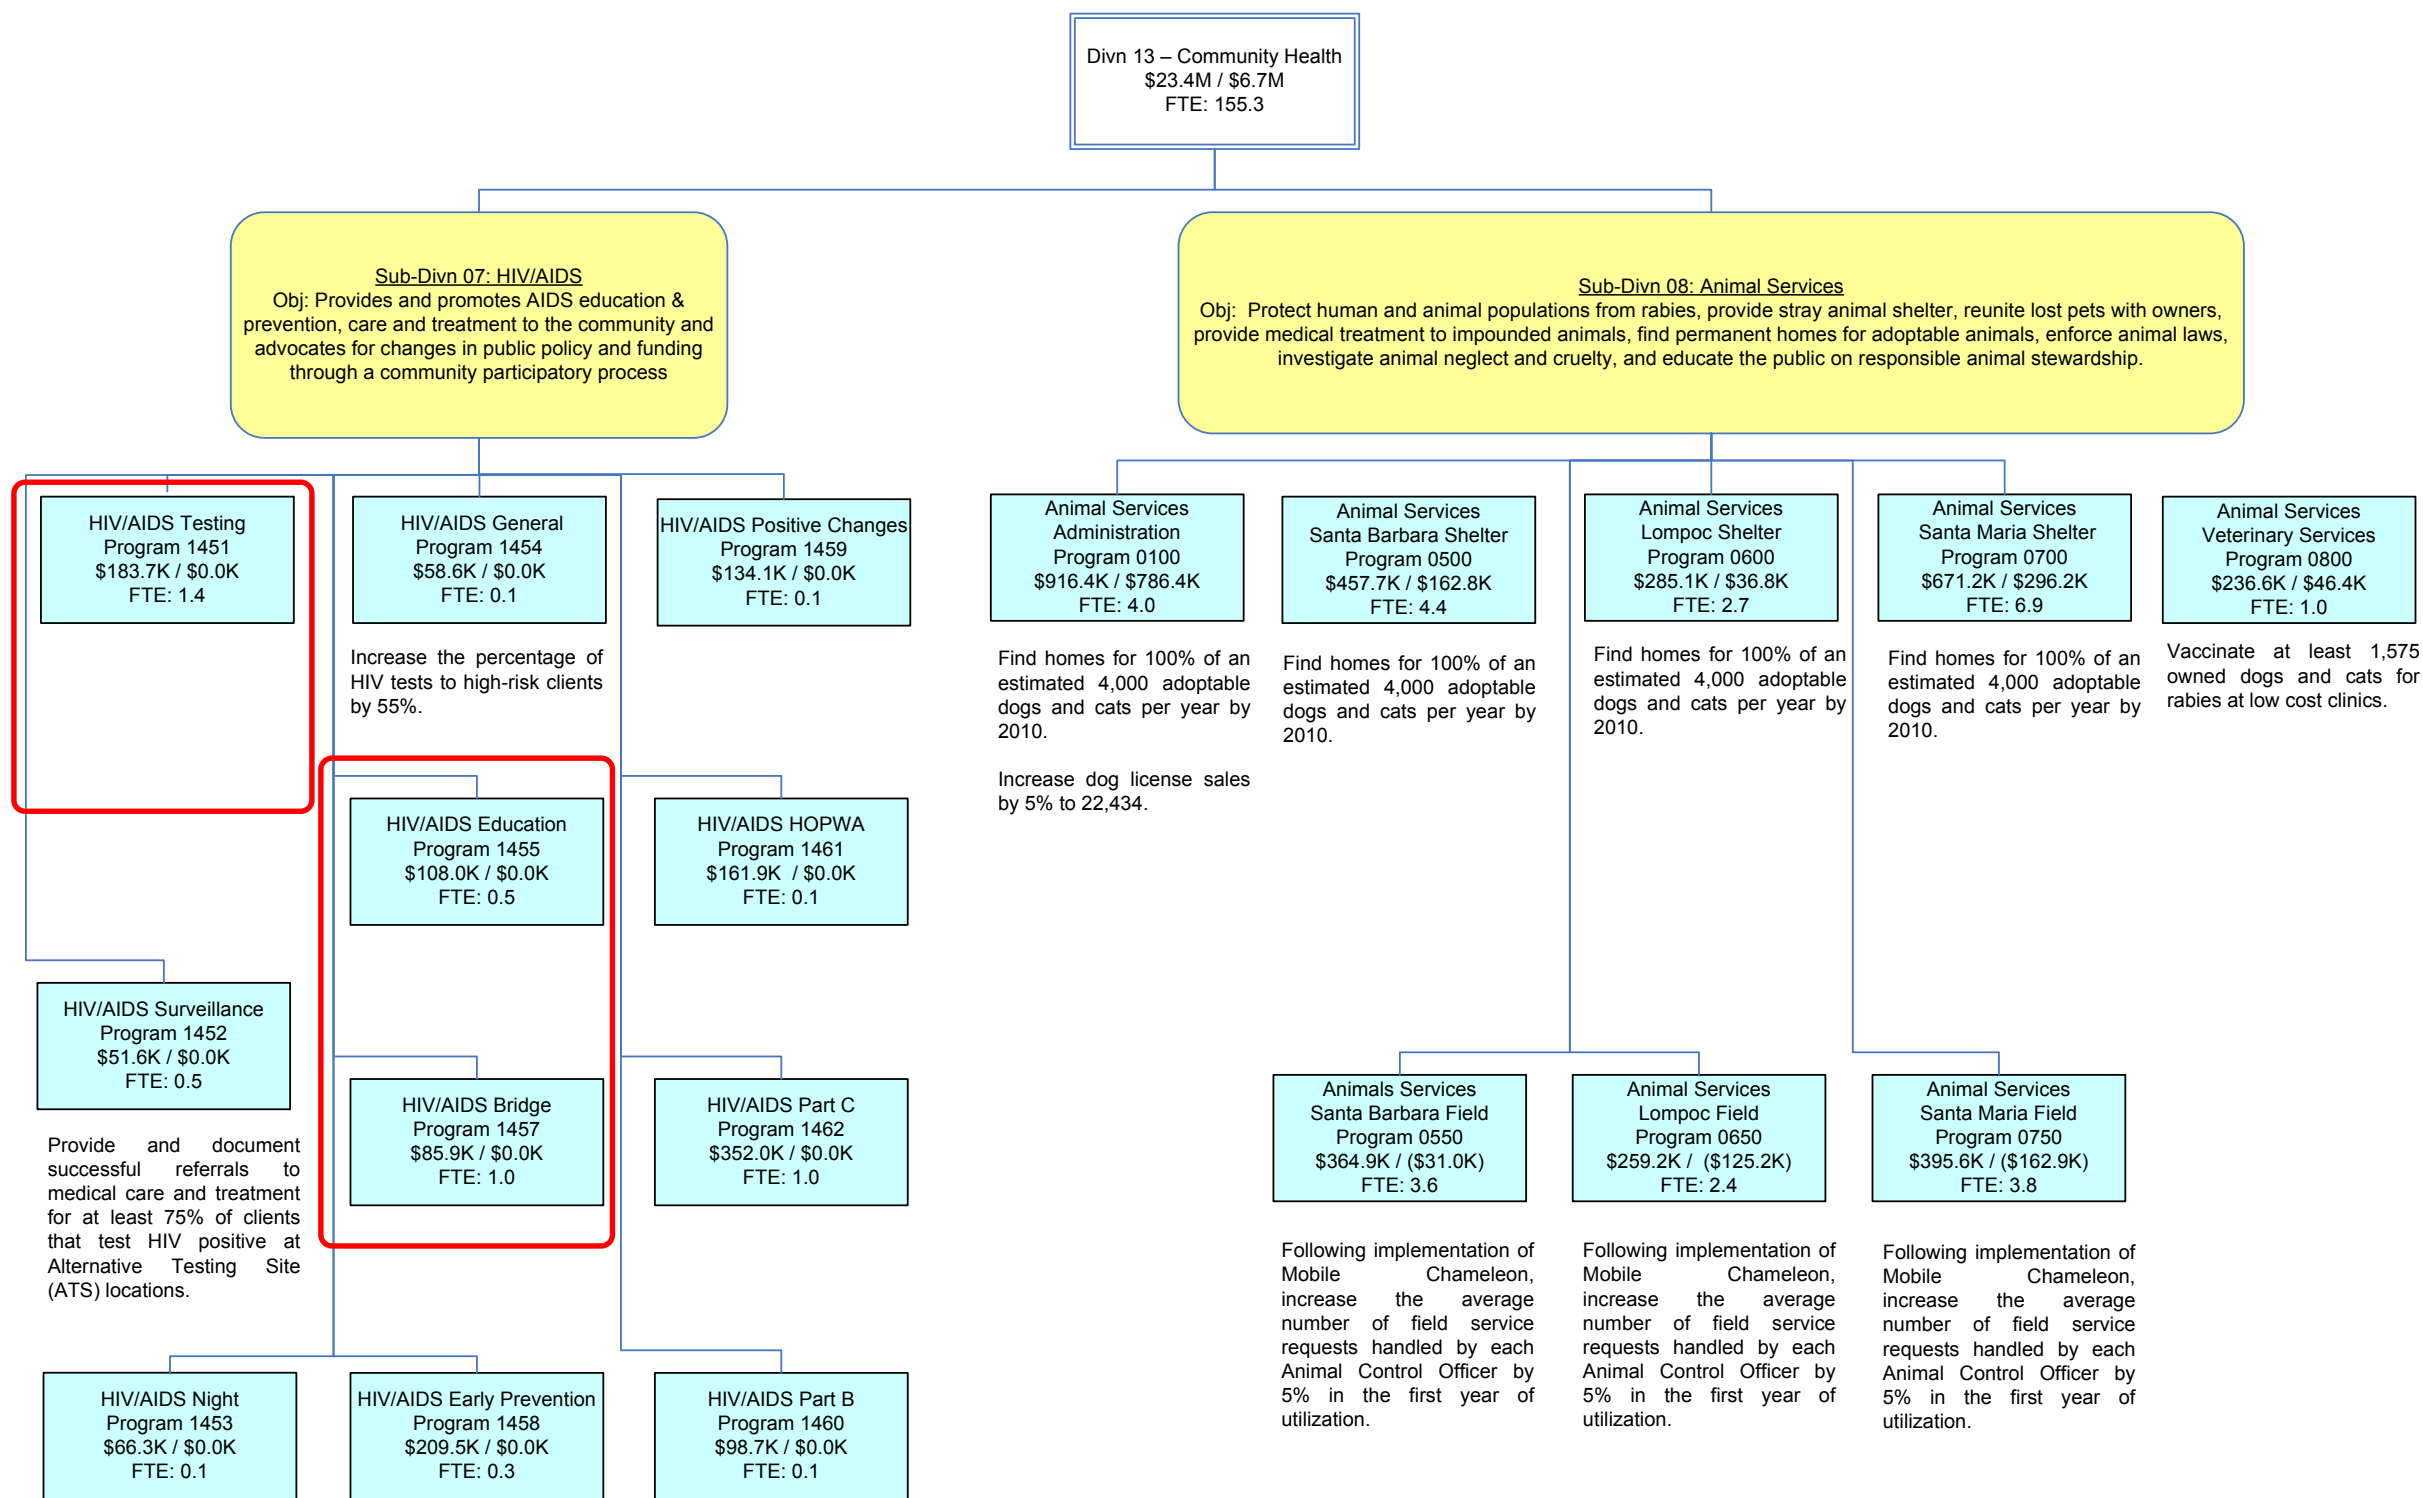 Divn 13 – Community Health
$23.4M / $6.7M
FTE: 155.3
Sub-Divn 07: HIV/AIDS
Obj: Provides and promotes AIDS education &
prevention, care and treatment to the community and
advocates for changes in public policy and funding
through a community participatory process
Sub-Divn 08: Animal Services
Obj: Protect human and animal populations from rabies, provide stray animal shelter, reunite lost pets with owners,
provide medical treatment to impounded animals, find permanent homes for adoptable animals, enforce animal laws,
investigate animal neglect and cruelty, and educate the public on responsible animal stewardship.
HIV/AIDS Testing
Program 1451
$183.7K / $0.0K
FTE: 1.4
HIV/AIDS General
Program 1454
$58.6K / $0.0K
FTE: 0.1
Increase the percentage of
HIV tests to high-risk clients
by 55%.
HIV/AIDS Positive Changes
Program 1459
$134.1K / $0.0K
FTE: 0.1
Animal Services
Administration
Program 0100
$916.4K / $786.4K
FTE: 4.0
Find homes for 100% of an
estimated 4,000 adoptable
dogs and cats per year by
2010.
Increase dog license sales
by 5% to 22,434.
Animal Services
Santa Barbara Shelter
Program 0500
$457.7K / $162.8K
FTE: 4.4
Find homes for 100% of an
estimated 4,000 adoptable
dogs and cats per year by
2010.
Animal Services
Lompoc Shelter
Program 0600
$285.1K / $36.8K
FTE: 2.7
Find homes for 100% of an
estimated 4,000 adoptable
dogs and cats per year by
2010.
Animal Services
Santa Maria Shelter
Program 0700
$671.2K / $296.2K
FTE: 6.9
Find homes for 100% of an
estimated 4,000 adoptable
dogs and cats per year by
2010.
Animal Services
Veterinary Services
Program 0800
$236.6K / $46.4K
FTE: 1.0
Vaccinate at least 1,575
owned dogs and cats for
rabies at low cost clinics.
HIV/AIDS Education
Program 1455
$108.0K / $0.0K
FTE: 0.5
HIV/AIDS HOPWA
Program 1461
$161.9K / $0.0K
FTE: 0.1
HIV/AIDS Surveillance
Program 1452
$51.6K / $0.0K
FTE: 0.5
Provide and document
successful referrals to
medical care and treatment
for at least 75% of clients
that test HIV positive at
Alternative Testing Site
(ATS) locations.
HIV/AIDS Bridge
Program 1457
$85.9K / $0.0K
FTE: 1.0
HIV/AIDS Part C
Program 1462
$352.0K / $0.0K
FTE: 1.0
Animals Services
Santa Barbara Field
Program 0550
$364.9K / ($31.0K)
FTE: 3.6
Following implementation of
Mobile Chameleon,
increase the average
number of field service
requests handled by each
Animal Control Officer by
5% in the first year of
utilization.
Animal Services
Lompoc Field
Program 0650
$259.2K / ($125.2K)
FTE: 2.4
Following implementation of
Mobile Chameleon,
increase the average
number of field service
requests handled by each
Animal Control Officer by
5% in the first year of
utilization.
Animal Services
Santa Maria Field
Program 0750
$395.6K / ($162.9K)
FTE: 3.8
Following implementation of
Mobile Chameleon,
increase the average
number of field service
requests handled by each
Animal Control Officer by
5% in the first year of
utilization.
HIV/AIDS Night
Program 1453
$66.3K / $0.0K
FTE: 0.1
HIV/AIDS Early Prevention
Program 1458
$209.5K / $0.0K
FTE: 0.3
HIV/AIDS Part B
Program 1460
$98.7K / $0.0K
FTE: 0.1